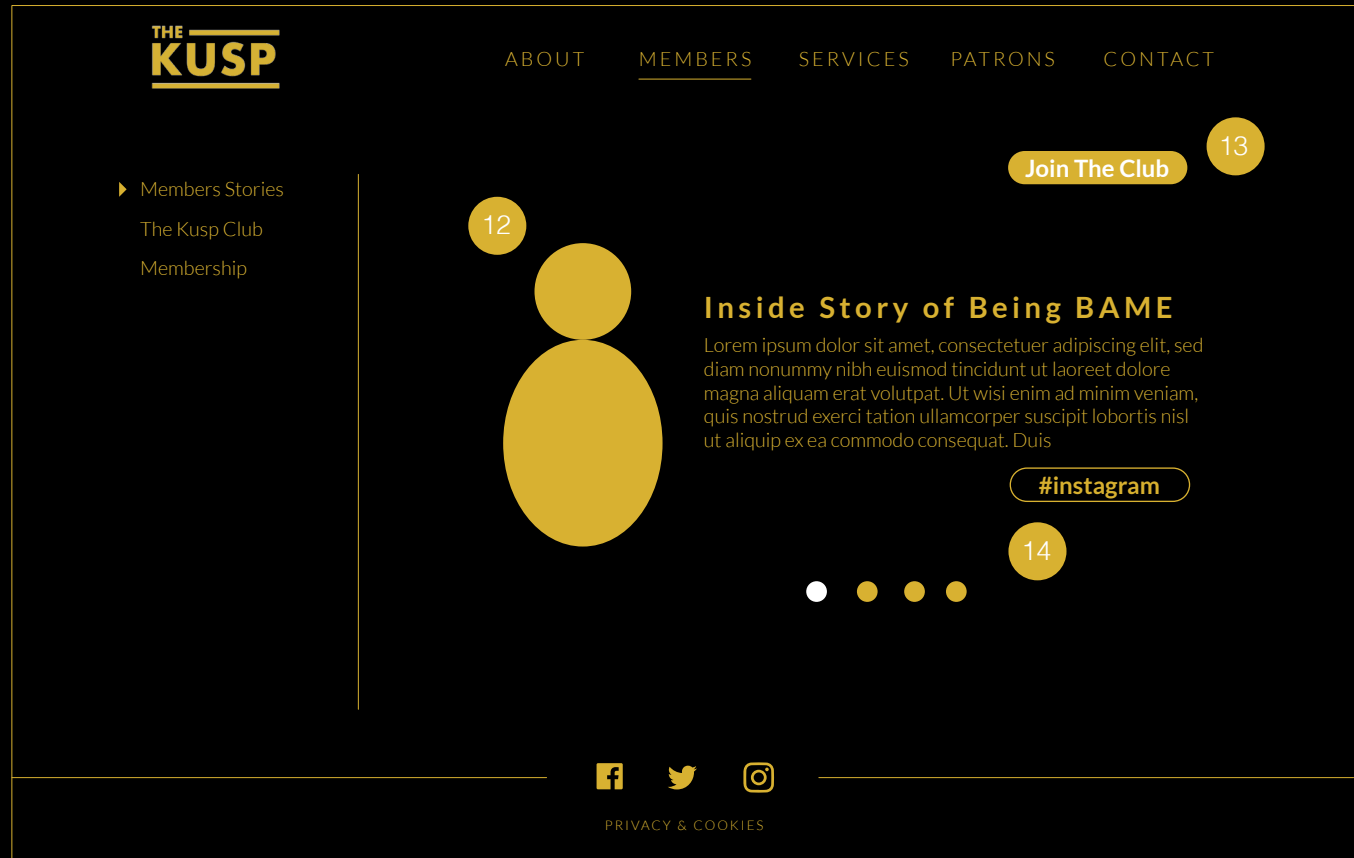 THE
KUSP
ABOUT MEMBERS SERVICES PATRONS CONTACT
13
Join The Club
Members Stories
The Kusp Club
Membership
12
Inside Story of Being BAME
Lorem ipsum dolor sit amet, consectetuer adipiscing elit, sed
diam nonummy nibh euismod tincidunt ut laoreet dolore
magna aliquam erat volutpat. Ut wisi enim ad minim veniam,
quis nostrud exerci tation ullamcorper suscipit lobortis nisl
ut aliquip ex ea commodo consequat. Duis
#instagram
14
PRIVACY & COOKIES